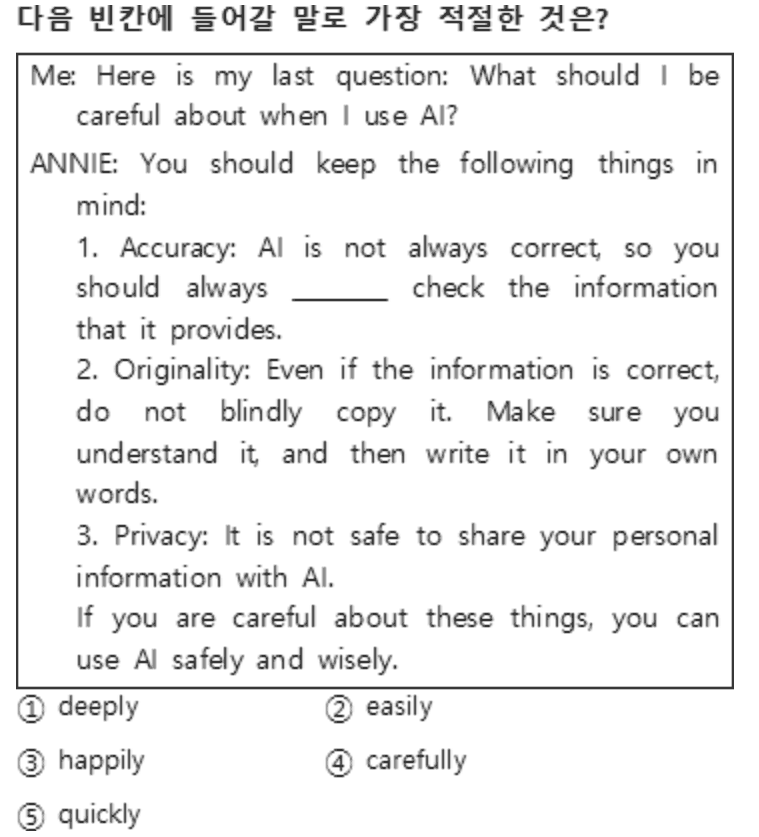 다음 빈칸에 들어갈 말로 가장 적절한 것은?
Me: Here is my last question: What should I be
careful about when I use AI?
ANNIE: You should keep the following things in
mind:
1. Accuracy: AI is not always correct, so you
should always _______ check the information
that it provides.
2. Originality: Even if the information is correct,
do not blindly copy it. Make sure you
understand it, and then write it in your own
words.
3. Privacy: It is not safe to share your personal
information with AI.
If you are careful about these things, you can
use AI safely and wisely.
① deeply ② easily
③ happily ④ carefully
⑤ quickly